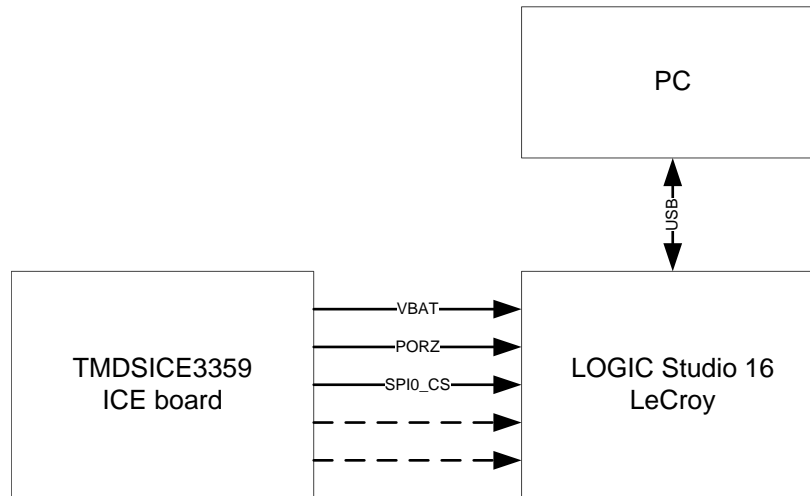 PC
USB
VBAT
PORZ
SPI0_CS
TMDSICE3359
ICE board
LOGIC Studio 16
LeCroy